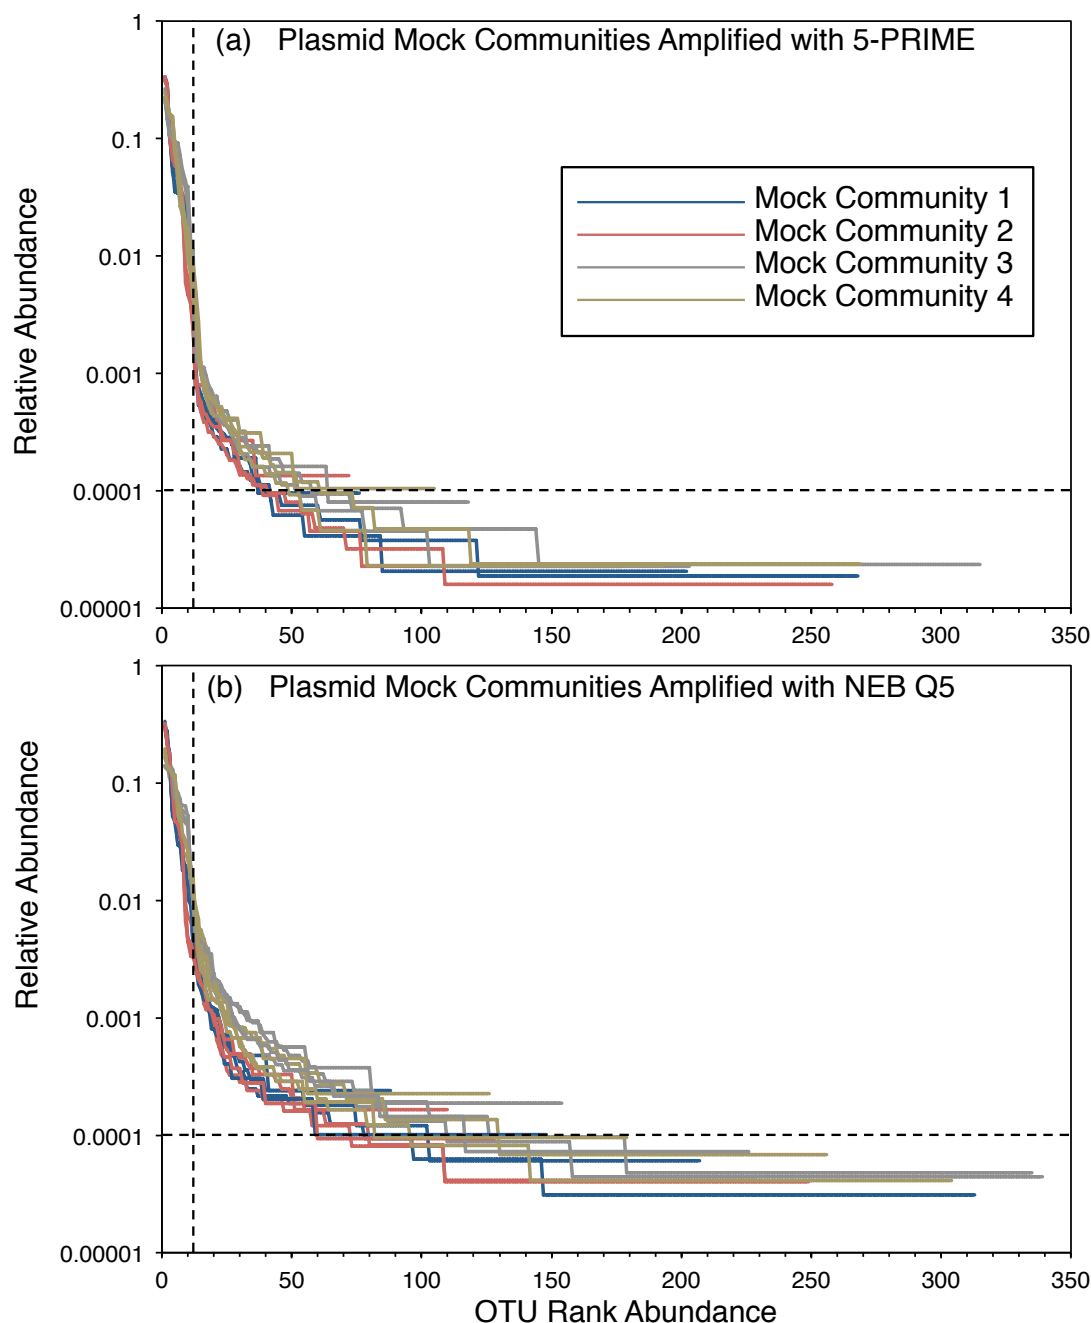 (a) Plasmid Mock Communities Amplified with 5-PRIME
1
0.1
0.01
0.001
0.0001
0.00001
Relative Abundance
Mock Community 1
Mock Community 2
Mock Community 3
Mock Community 4
0 50 100 150 200 250 300 350
(b) Plasmid Mock Communities Amplified with NEB Q5
1
0.1
0.01
0.001
0.0001
0.00001
Relative Abundance
0 50 100 150 200 250 300 350
OTU Rank Abundance